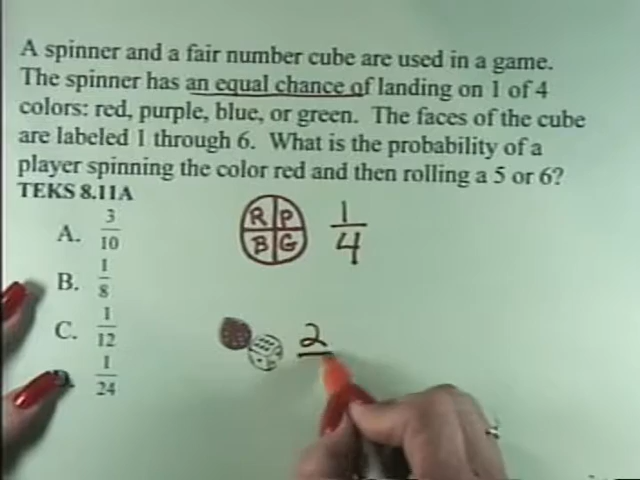 A spinner and a fair number cube are used in a game.
The spinner has an equal chance of landing on 1 of 4
colors: red, purple, blue, or green. The faces of the cube
are labeled 1 through 6. What is the probability of a
player spinning the color red and then rolling a 5 or 6?
TEKS 8.11A
A. 3/10
B. 1/8
C. 1/12
1/24
R P
B G
1/4
2